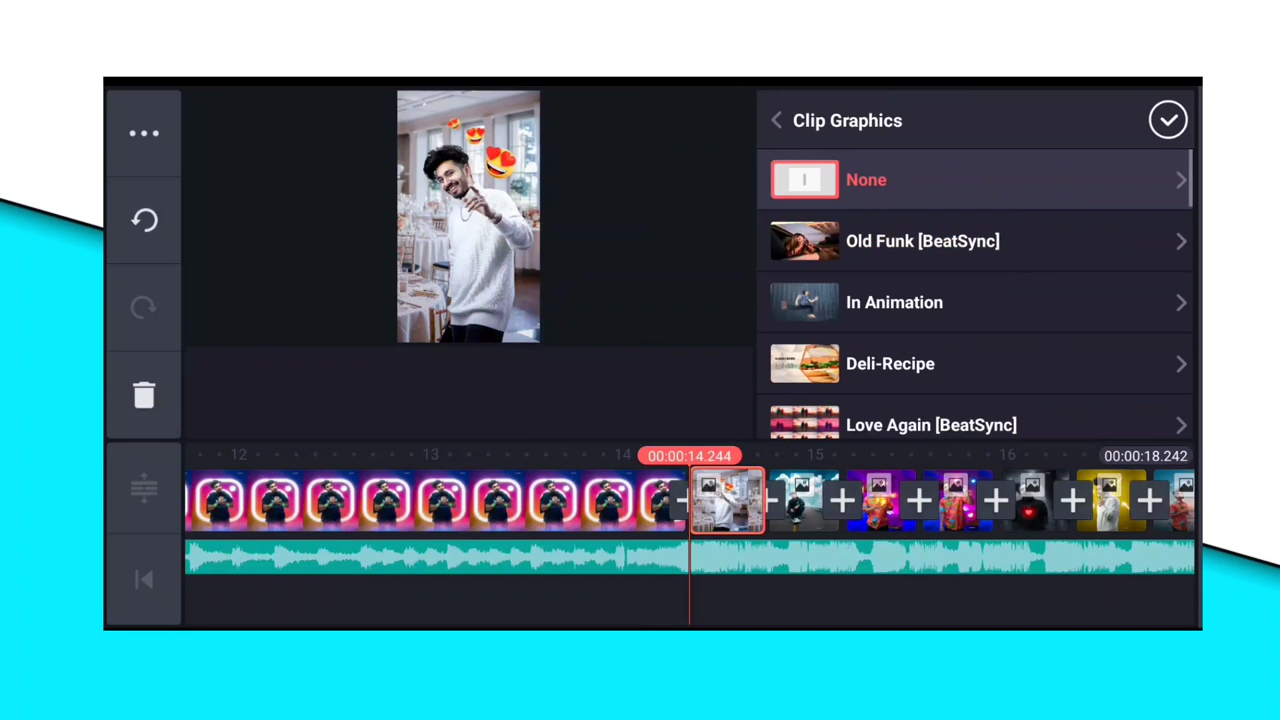 Clip Graphics
None
Old Funk [BeatSync]
In Animation
Deli-Recipe
Love Again [BeatSync]
12 13 14 00:00:14.244 15 16 00:00:18.242